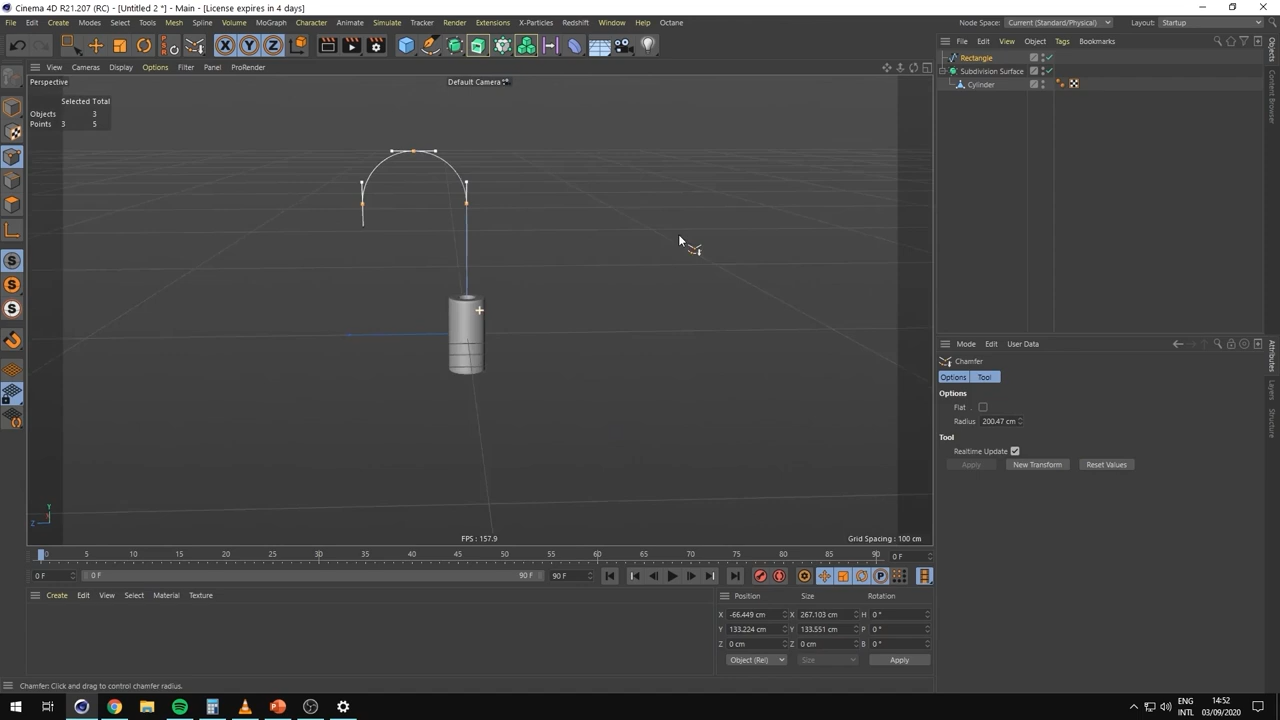 Cinema 4D R21.207 (RC) - [Untitled 2 *] - Main - [License expires in 4 days]
File Edit Create Modes Select Tools Mesh Spline Volume MoGraph Character Animate Simulate Tracker Render Extensions X-Particles Redshift Window Help Octane
Node Space: Current (Standard/Physical) Layout: Startup
File Edit View Object Tags Bookmarks
View Cameras Display Options Filter Panel ProRender
Rectangle
Subdivision Surface
Cylinder
Perspective
Default Camera
Selected Total
Objects 3
Points 3 5
Mode Edit User Data
Chamfer
Options Tool
Options
Flat .
Radius 200.47 cm
Tool
Realtime Update
Apply New Transform Reset Values
FPS : 157.9
Grid Spacing : 100 cm
0 5 10 15 20 25 30 35 40 45 50 55 60 65 70 75 80 85 90 0 F
0 F 0 F 90 F 90 F
Create Edit View Select Material Texture
Position Size Rotation
X -66.449 cm X 267.103 cm H 0 °
Y 133.224 cm Y 133.551 cm P 0 °
Z 0 cm Z 0 cm B 0 °
Object (Rel) Size Apply
Chamfer: Click and drag to control chamfer radius.
Objects
Content Browser
Attributes
Layers
Structure
ENG
INTL
14:52
03/09/2020